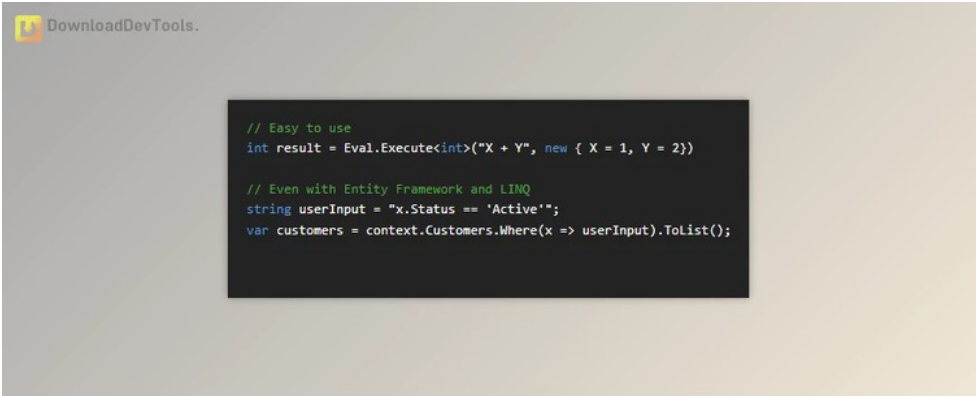 DownloadDevTools.
// Easy to use
int result = Eval.Execute<int>("X + Y", new { X = 1, Y = 2})
// Even with Entity Framework and LINQ
string userInput = "x.Status == 'Active'";
var customers = context.Customers.Where(x => userInput).ToList();